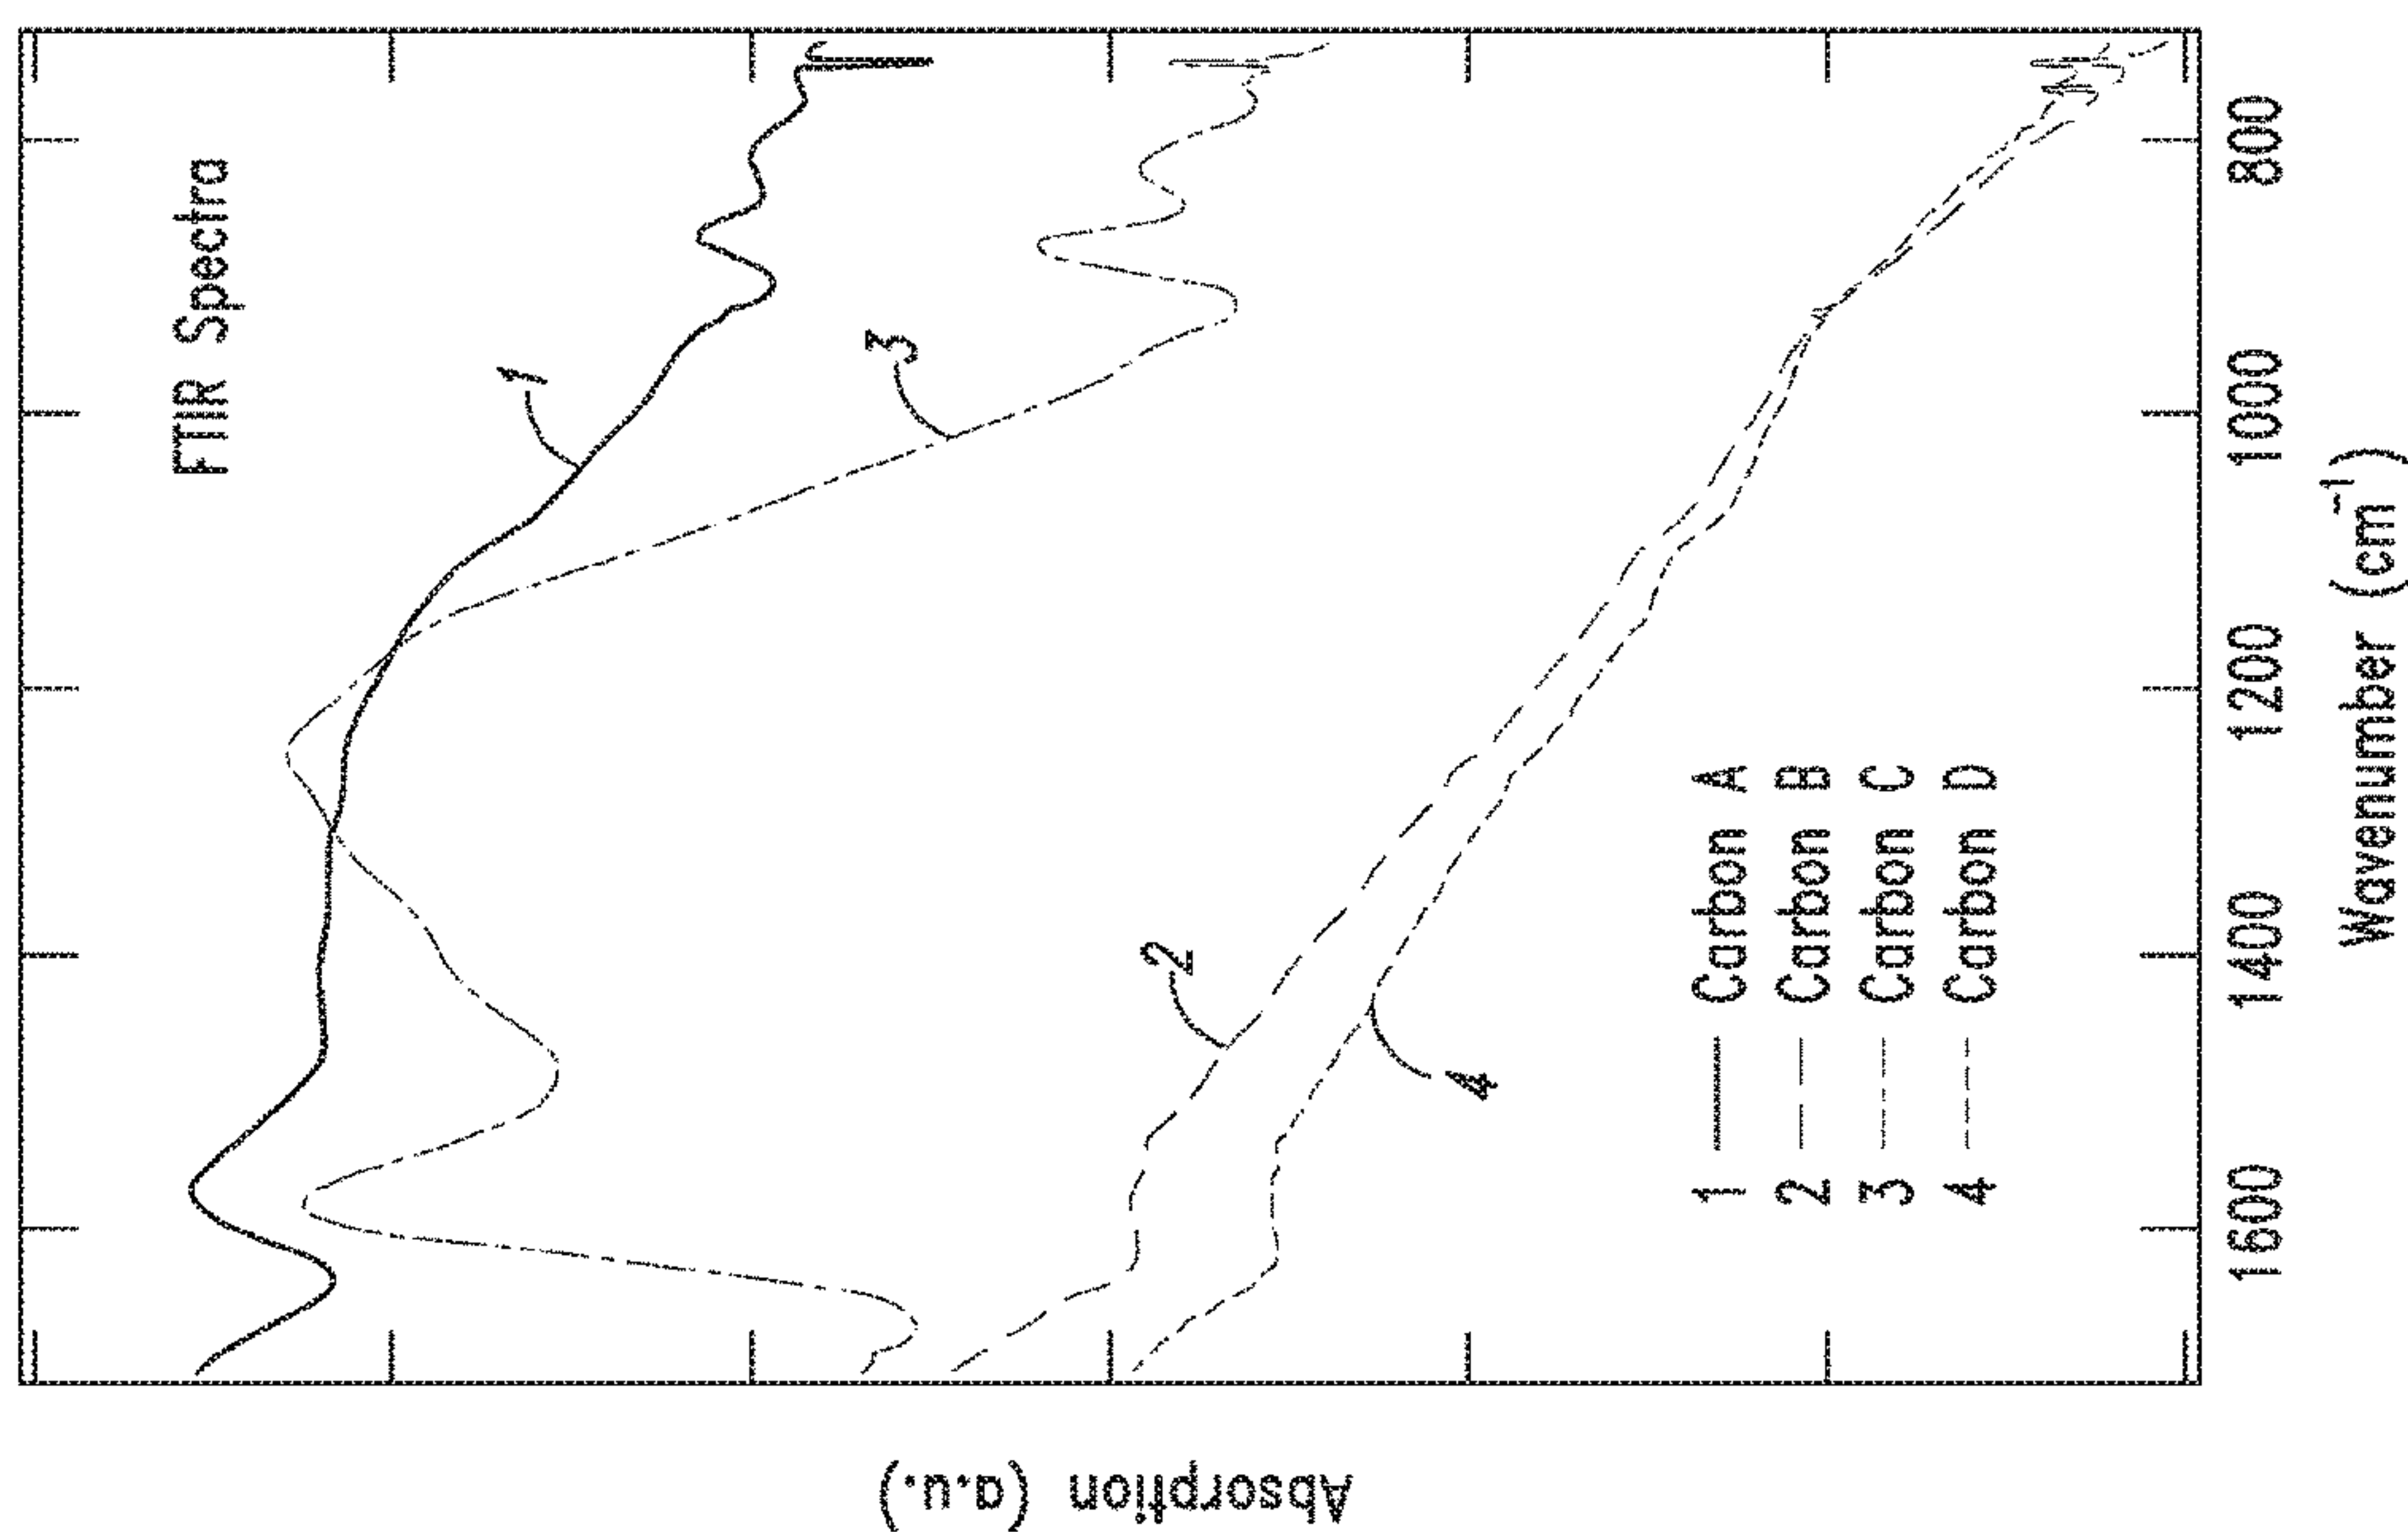 FTIR Spectra
1
3
2
4
1 Carbon A
2 Carbon B
3 Carbon C
4 Carbon D
1600 1400 1200 1000 800
Wavenumber (cm⁻¹)
Absorption (a.u.)